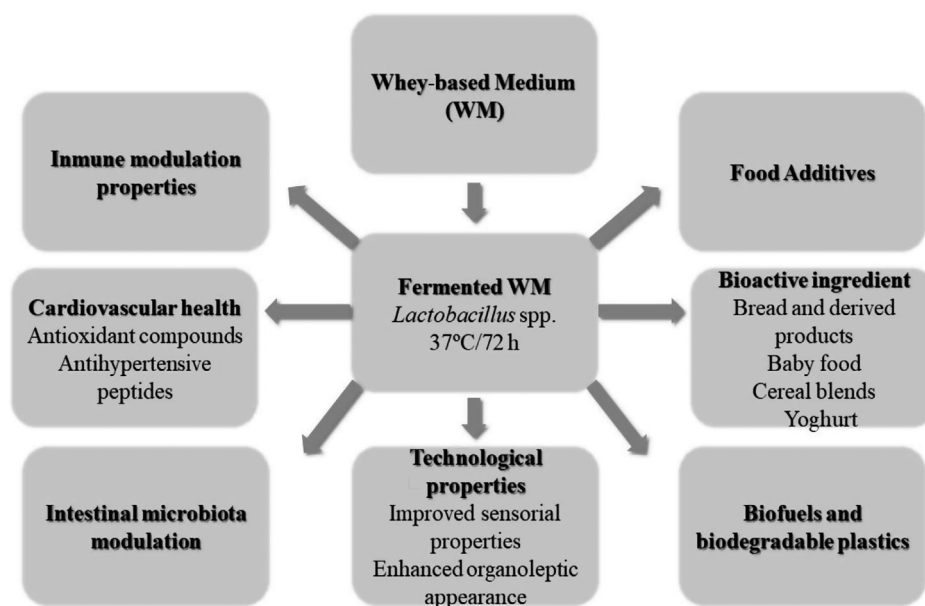 Whey-based Medium
(WM)
Inmune modulation
properties
Food Additives
Cardiovascular health
Antioxidant compounds
Antihypertensive
peptides
Fermented WM
Lactobacillus spp.
37ºC/72 h
Bioactive ingredient
Bread and derived
products
Baby food
Cereal blends
Yoghurt
Intestinal microbiota
modulation
Technological
properties
Improved sensorial
properties
Enhanced organoleptic
appearance
Biofuels and
biodegradable plastics